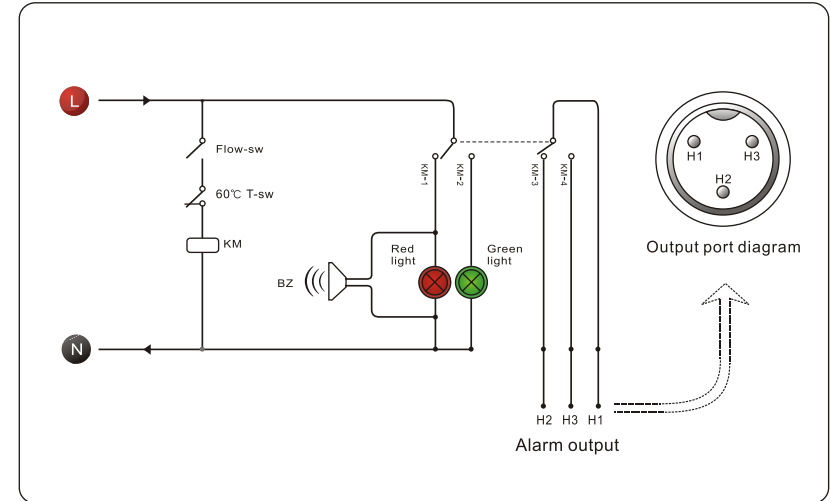 L
Flow-sw
60℃ T-sw
KM
N
BZ
Red
light
Green
light
KM-1
KM-2
KM-3
KM-4
H2 H3 H1
Alarm output
H1
H3
H2
Output port diagram